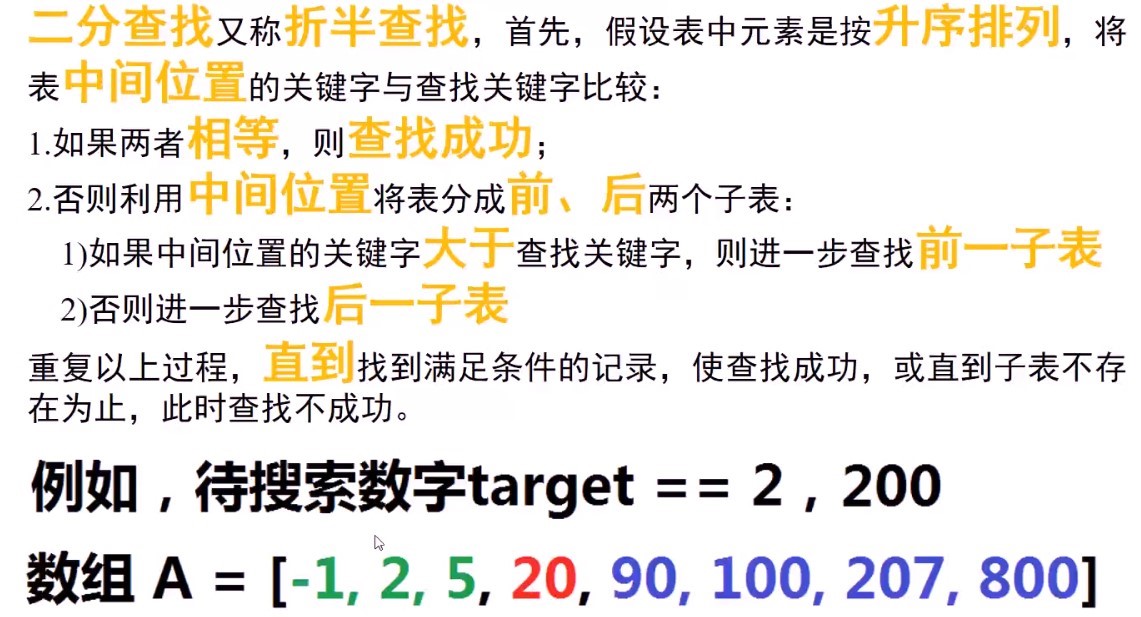 二分查找又称折半查找，首先，假设表中元素是按升序排列，将
表中间位置的关键字与查找关键字比较：
1.如果两者相等，则查找成功；
2.否则利用中间位置将表分成前、后两个子表：
1)如果中间位置的关键字大于查找关键字，则进一步查找前一子表
2)否则进一步查找后一子表
重复以上过程，直到找到满足条件的记录，使查找成功，或直到子表不存
在为止，此时查找不成功。
例如，待搜索数字target == 2，200
数组 A = [-1, 2, 5, 20, 90, 100, 207, 800]